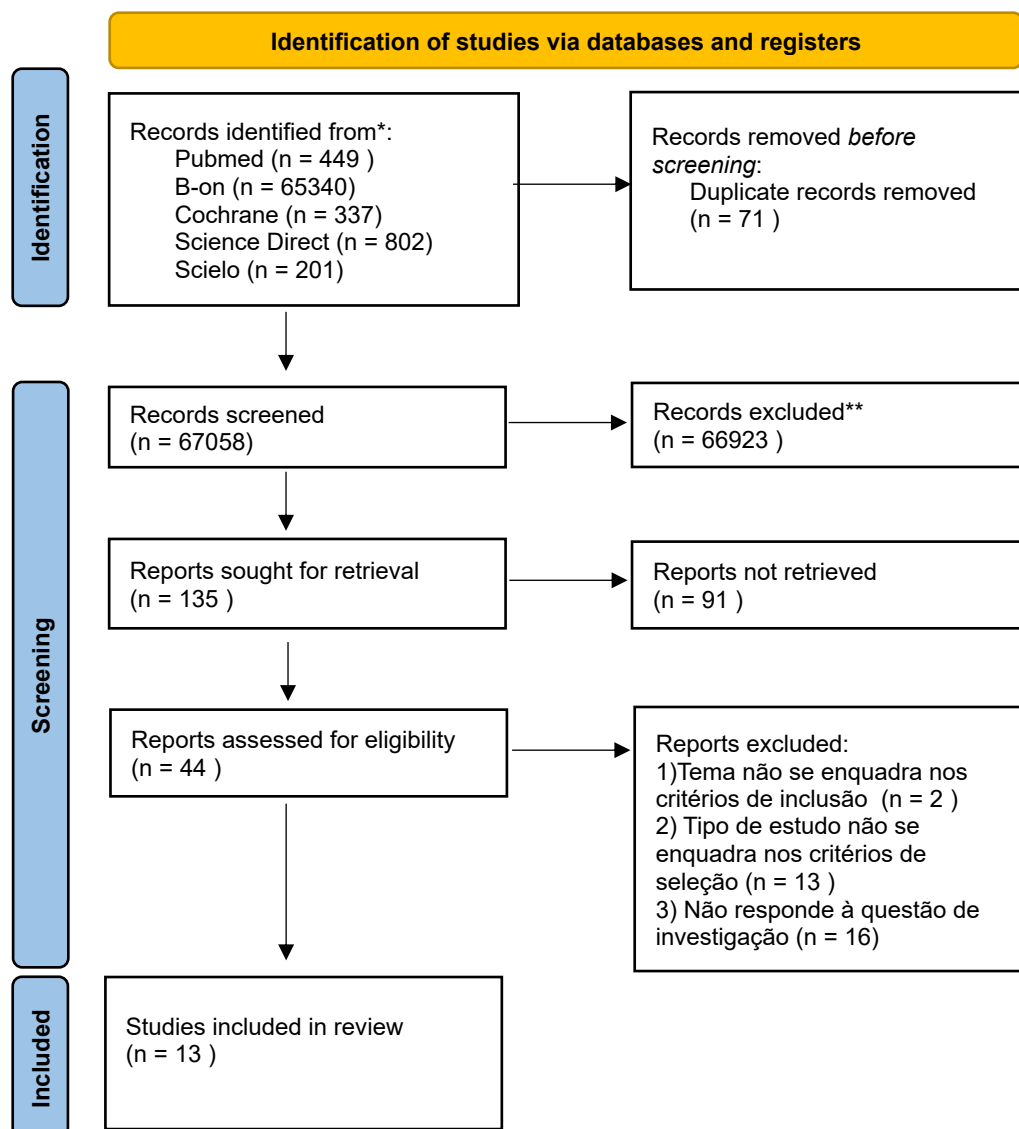 Identification of studies via databases and registers
Identification
Records identified from*:
Pubmed (n = 449 )
B-on (n = 65340)
Cochrane (n = 337)
Science Direct (n = 802)
Scielo (n = 201)
Records removed before
screening:
Duplicate records removed
(n = 71 )
Screening
Records screened
(n = 67058)
Records excluded**
(n = 66923 )
Reports sought for retrieval
(n = 135 )
Reports not retrieved
(n = 91 )
Reports assessed for eligibility
(n = 44 )
Reports excluded:
1)Tema não se enquadra nos
critérios de inclusão  (n = 2 )
2) Tipo de estudo não se
enquadra nos critérios de
seleção (n = 13 )
3) Não responde à questão de
investigação (n = 16)
Included
Studies included in review
(n = 13 )